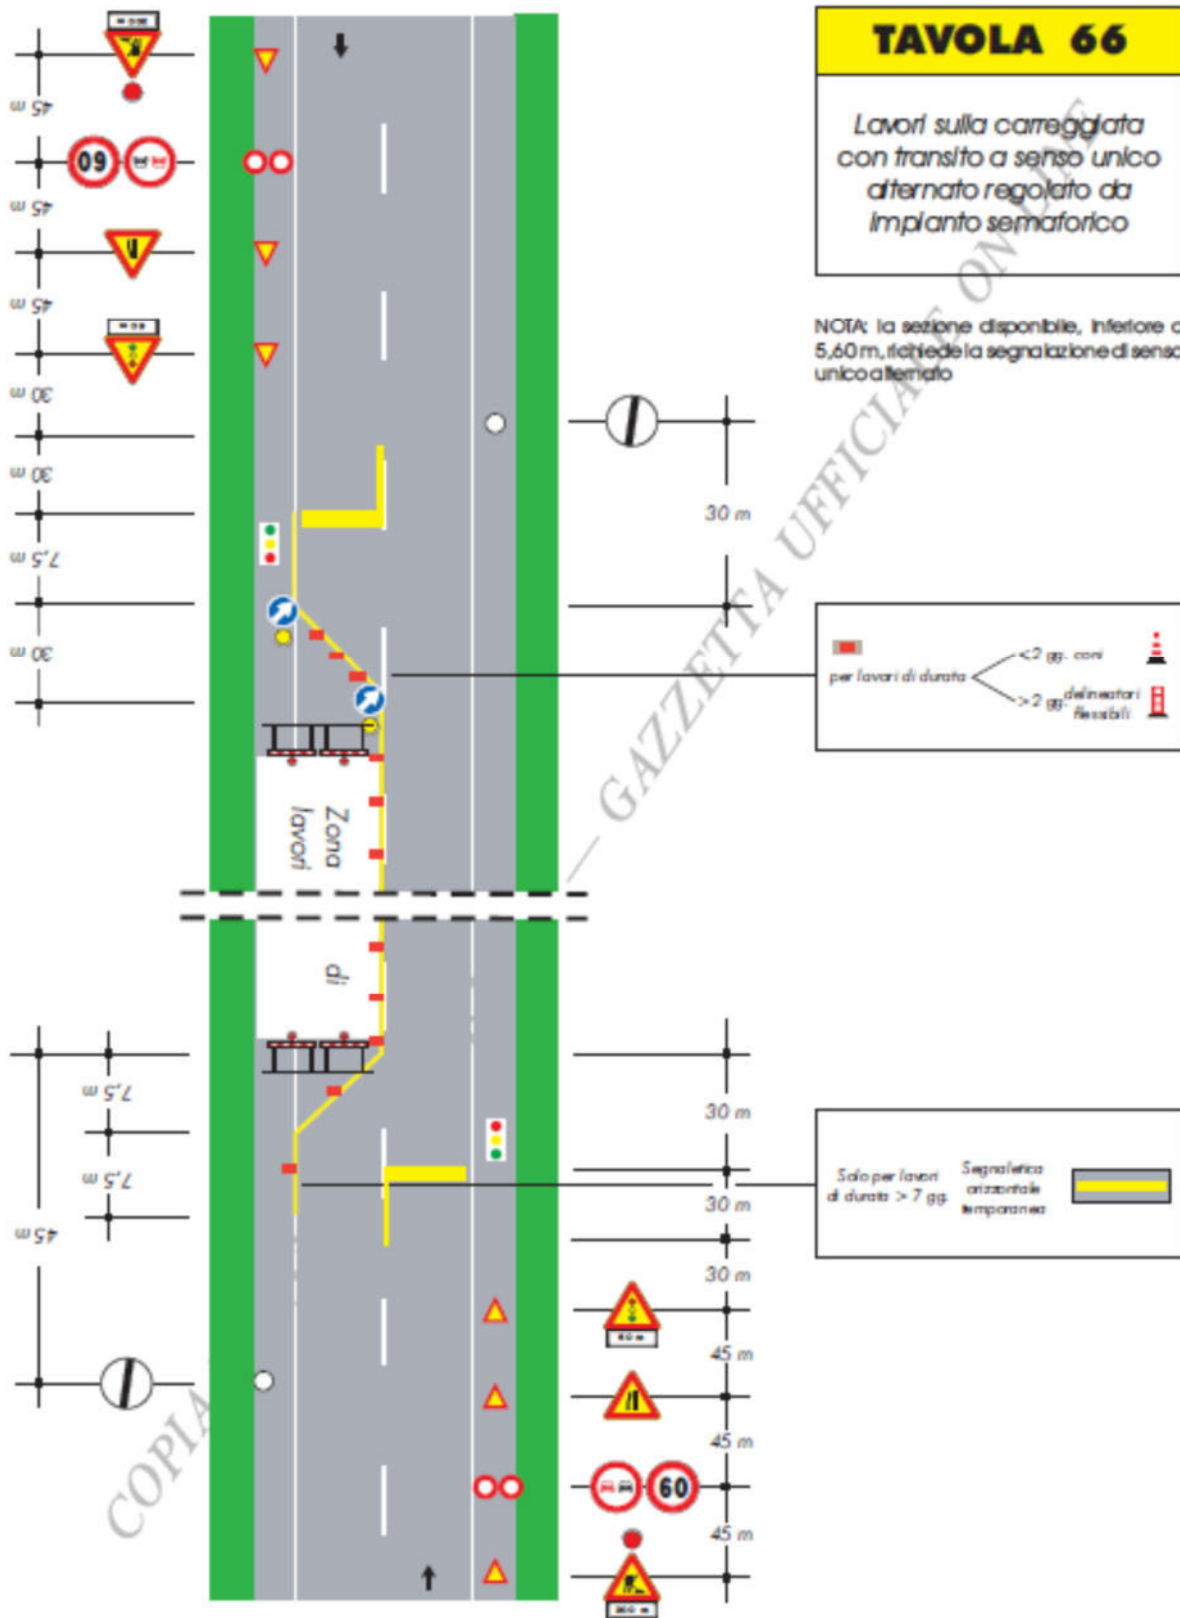 TAVOLA 66
Lavori sulla carreggiata
con transito a senso unico
alternato regolato da
impianto semaforico
NOTA: la sezione disponibile, inferiore a
5,60 m, richiede la segnalazione di senso
unico alternato
45 m
60
45 m
45 m
30 m
30 m
7,5 m
30 m
30 m
per lavori di durata
<2 gg. coni
>2 gg. delineatori
flessibili
Zona
lavori
di
7,5 m
7,5 m
45 m
30 m
30 m
30 m
Solo per lavori
di durata > 7 gg.
Segnaletica
orizzontale
temporanea
45 m
45 m
60
45 m
COPIA
— GAZZETTA UFFICIALE ON-LINE